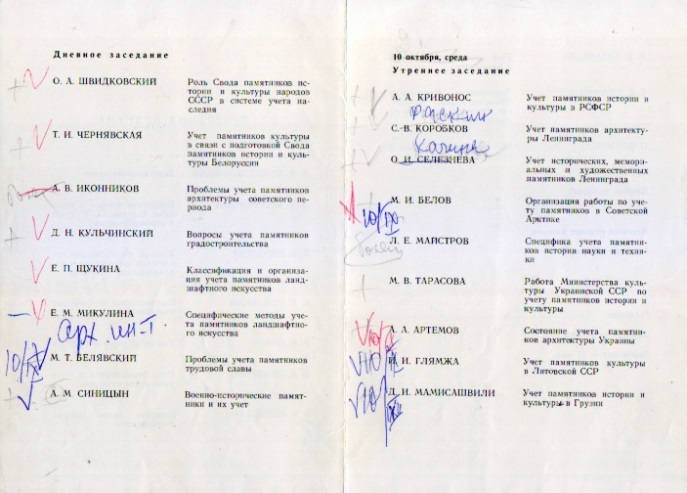 Дневное заседание
О. А. ШВИДКОВСКИЙ
Роль Свода памятников ис-
тории и культуры народов
СССР в системе учета на-
следия
Т. И. ЧЕРНЯВСКАЯ
Учет памятников культуры
в связи с подготовкой Свода
памятников истории и куль-
туры Белоруссии
А. В. ИКОННИКОВ
Проблемы учета памятников
архитектуры советского пе-
риода
Д. Н. КУЛЬЧИНСКИЙ
Вопросы учета памятников
градостроительства
Е. П. ЩУКИНА
Классификация и организа-
ция учета памятников ланд-
шафтного искусства
Е. М. МИКУЛИНА
Специфические методы уче-
та памятников ландшафтно-
го искусства
Арх. ин-т.
М. Т. БЕЛЯВСКИЙ
Проблемы учета памятников
трудовой славы
А. М. СИНИЦЫН
Военно-исторические памят-
ники и их учет
10 октября, среда
Утреннее заседание
А. А. КРИВОНОС
Учет памятников истории и
культуры в РСФСР
Раскин
С. В. КОРОБКОВ
Учет памятников архитекту-
ры Ленинграда
О. И. СЕЛЕЗНЕВА
Учет исторических, мемори-
альных и художественных
памятников Ленинграда
М. И. БЕЛОВ
Организация работы по уче-
ту памятников в Советской
Арктике
10/IX
Л. Е. МАЙСТРОВ
Специфика учета памятни-
ков истории науки и техни-
ки
М. В. ТАРАСОВА
Работа Министерства куль-
туры Украинской ССР по
учету памятников истории и
культуры
А. А. АРТЕМОВ
Состояние учета памятни-
ков архитектуры Украины
И. И. ГЛЯМЖА
Учет памятников культуры
в Литовской ССР
Д. И. МАМИСАШВИЛИ
Учет памятников истории и
культуры в Грузии